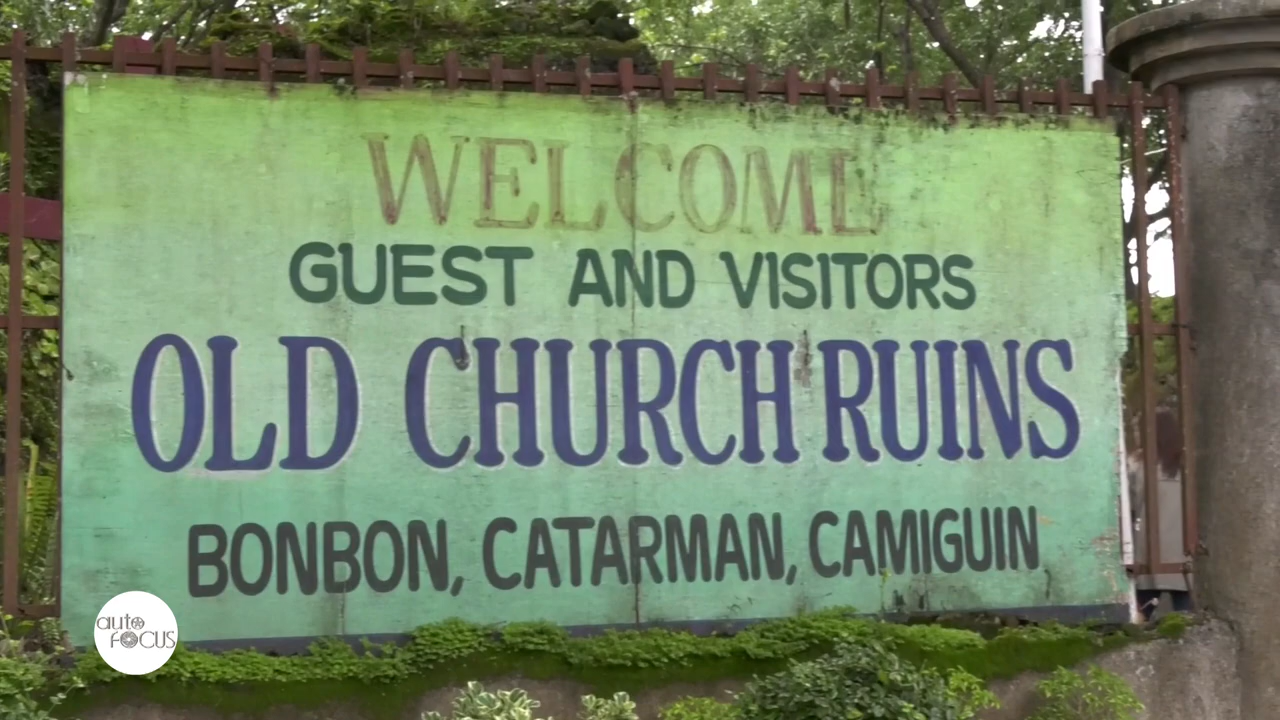 WELCOME
GUEST AND VISITORS
OLD CHURCH RUINS
BONBON, CATARMAN, CAMIGUIN
auto
FOCUS